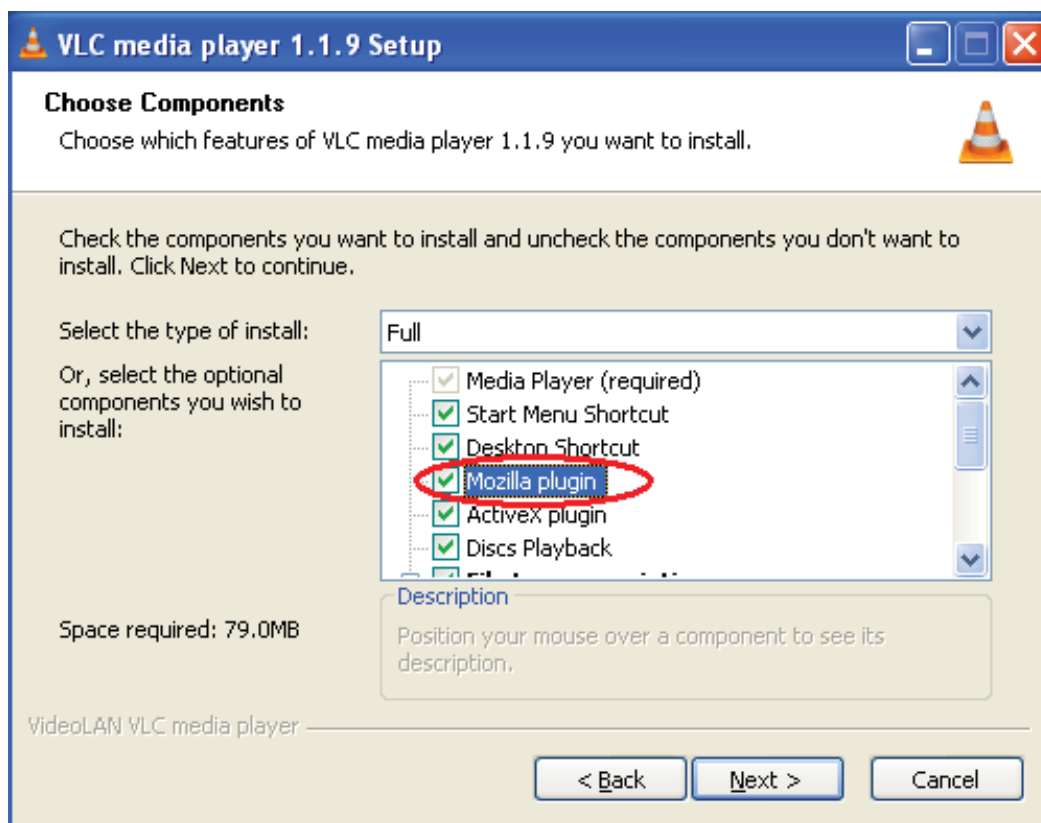 VLC media player 1.1.9 Setup
Choose Components
Choose which features of VLC media player 1.1.9 you want to install.
Check the components you want to install and uncheck the components you don't want to
install. Click Next to continue.
Select the type of install:
Full
Or, select the optional
components you wish to
install:
Media Player (required)
Start Menu Shortcut
Desktop Shortcut
Mozilla plugin
ActiveX plugin
Discs Playback
Space required: 79.0MB
Description
Position your mouse over a component to see its
description.
VideoLAN VLC media player
< Back
Next >
Cancel